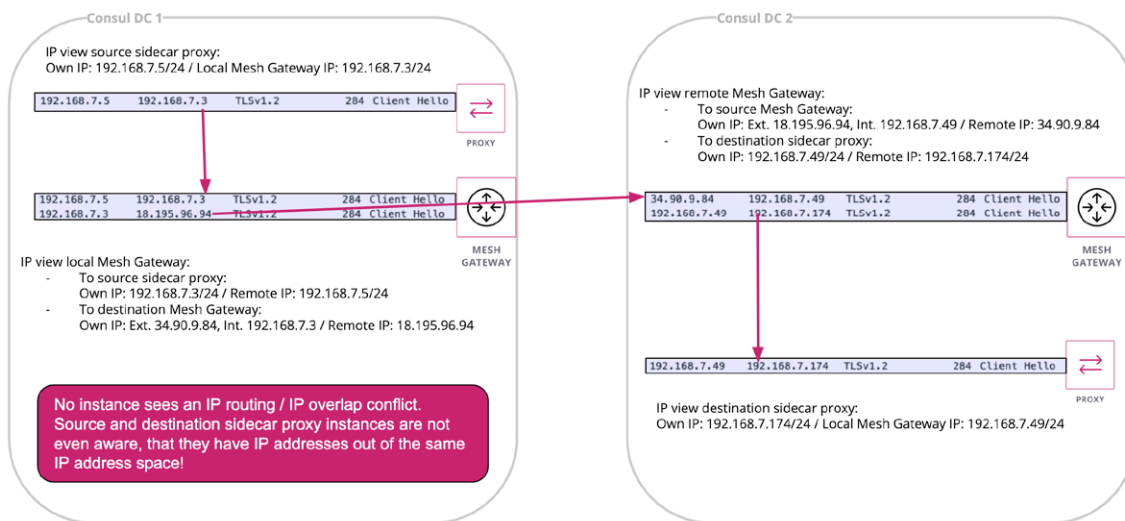 Consul DC 1
IP view source sidecar proxy:
Own IP: 192.168.7.5/24 / Local Mesh Gateway IP: 192.168.7.3/24
192.168.7.5 192.168.7.3 TLSv1.2 284 Client Hello
PROXY
192.168.7.5 192.168.7.3 TLSv1.2 284 Client Hello
192.168.7.3 18.195.96.94 TLSv1.2 284 Client Hello
MESH
GATEWAY
IP view local Mesh Gateway:
- To source sidecar proxy:
Own IP: 192.168.7.3/24 / Remote IP: 192.168.7.5/24
- To destination Mesh Gateway:
Own IP: Ext. 34.90.9.84, Int. 192.168.7.3 / Remote IP: 18.195.96.94
No instance sees an IP routing / IP overlap conflict.
Source and destination sidecar proxy instances are not
even aware, that they have IP addresses out of the same
IP address space!
Consul DC 2
IP view remote Mesh Gateway:
- To source Mesh Gateway:
Own IP: Ext. 18.195.96.94, Int. 192.168.7.49 / Remote IP: 34.90.9.84
- To destination sidecar proxy:
Own IP: 192.168.7.49/24 / Remote IP: 192.168.7.174/24
34.90.9.84 192.168.7.49 TLSv1.2 284 Client Hello
192.168.7.49 192.168.7.174 TLSv1.2 284 Client Hello
MESH
GATEWAY
192.168.7.49 192.168.7.174 TLSv1.2 284 Client Hello
PROXY
IP view destination sidecar proxy:
Own IP: 192.168.7.174/24 / Local Mesh Gateway IP: 192.168.7.49/24